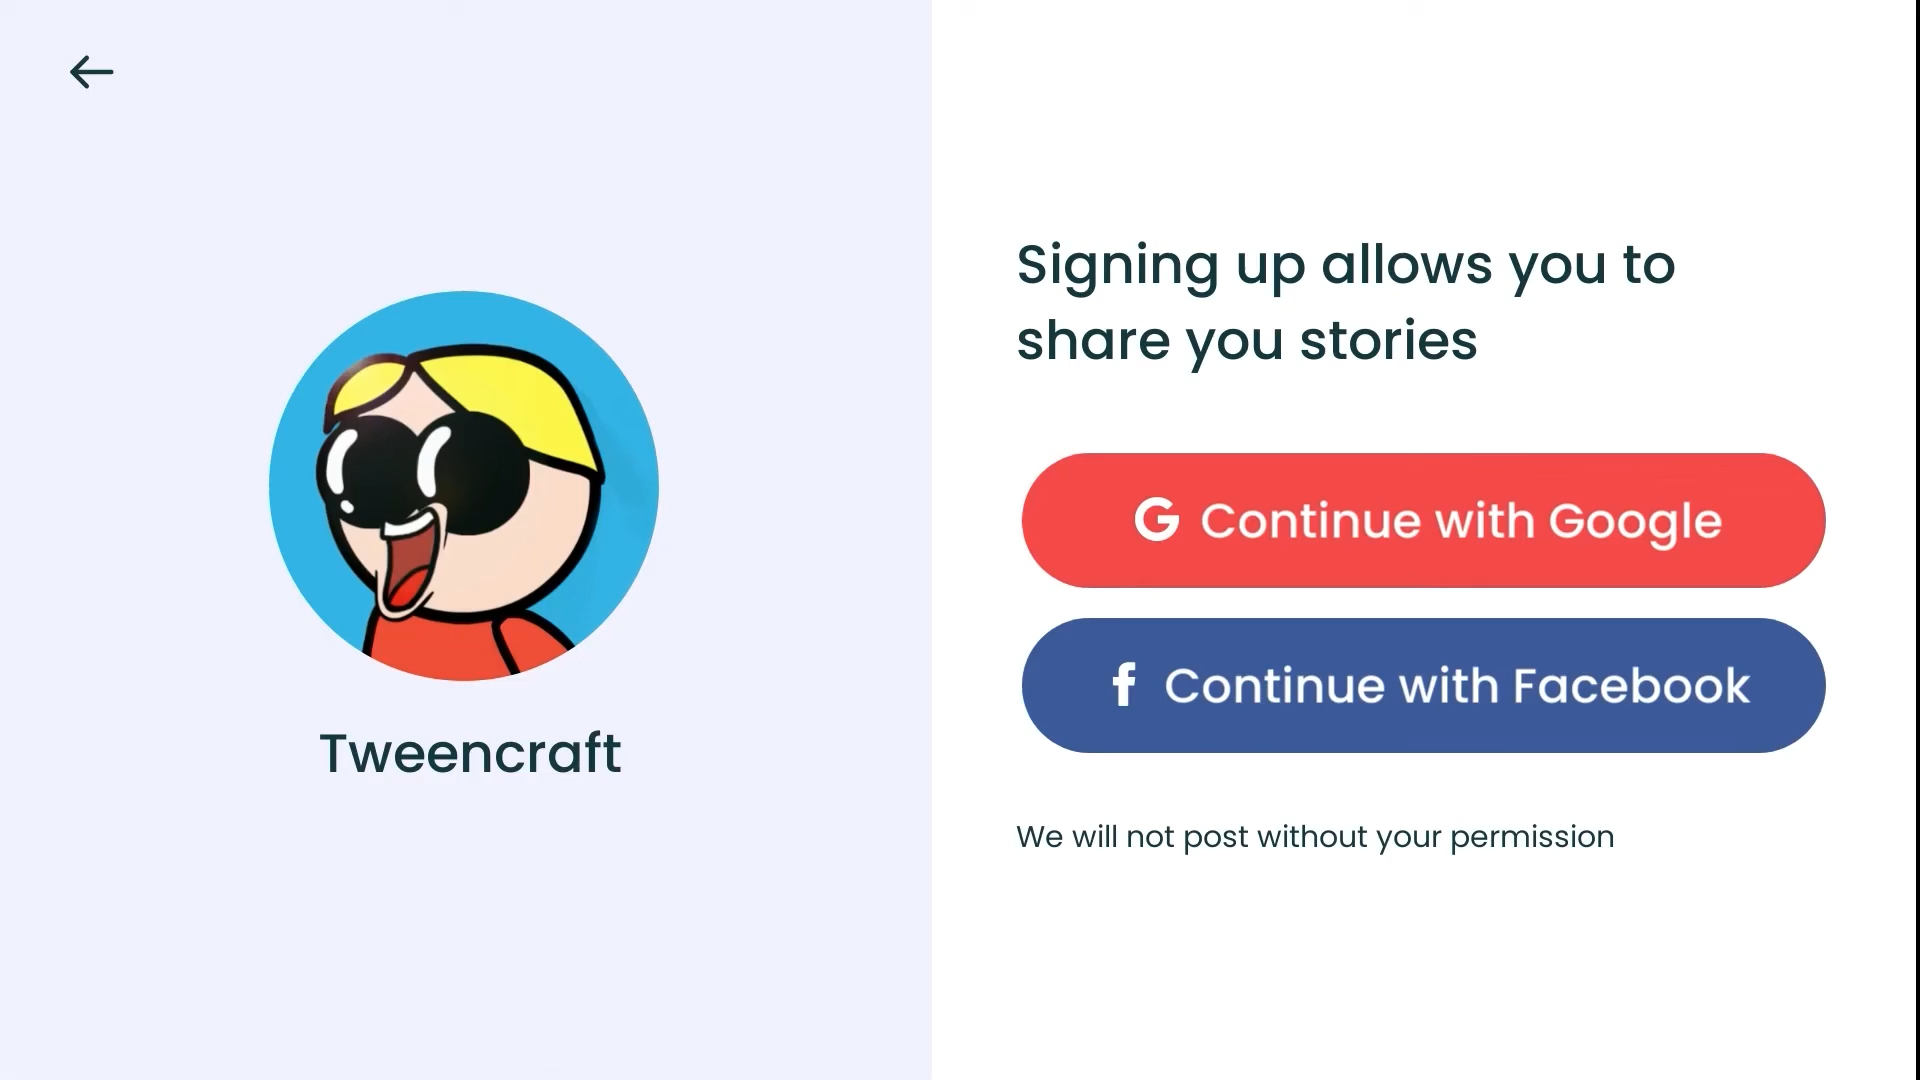 Signing up allows you to
share you stories
Continue with Google
Continue with Facebook
Tweencraft
We will not post without your permission